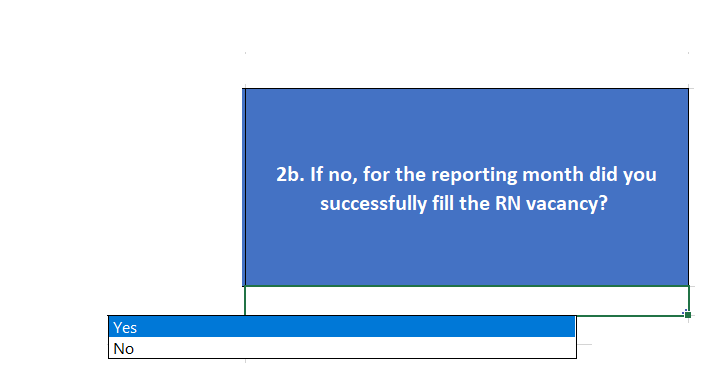 2b. If no, for the reporting month did you
successfully fill the RN vacancy?
Yes
No